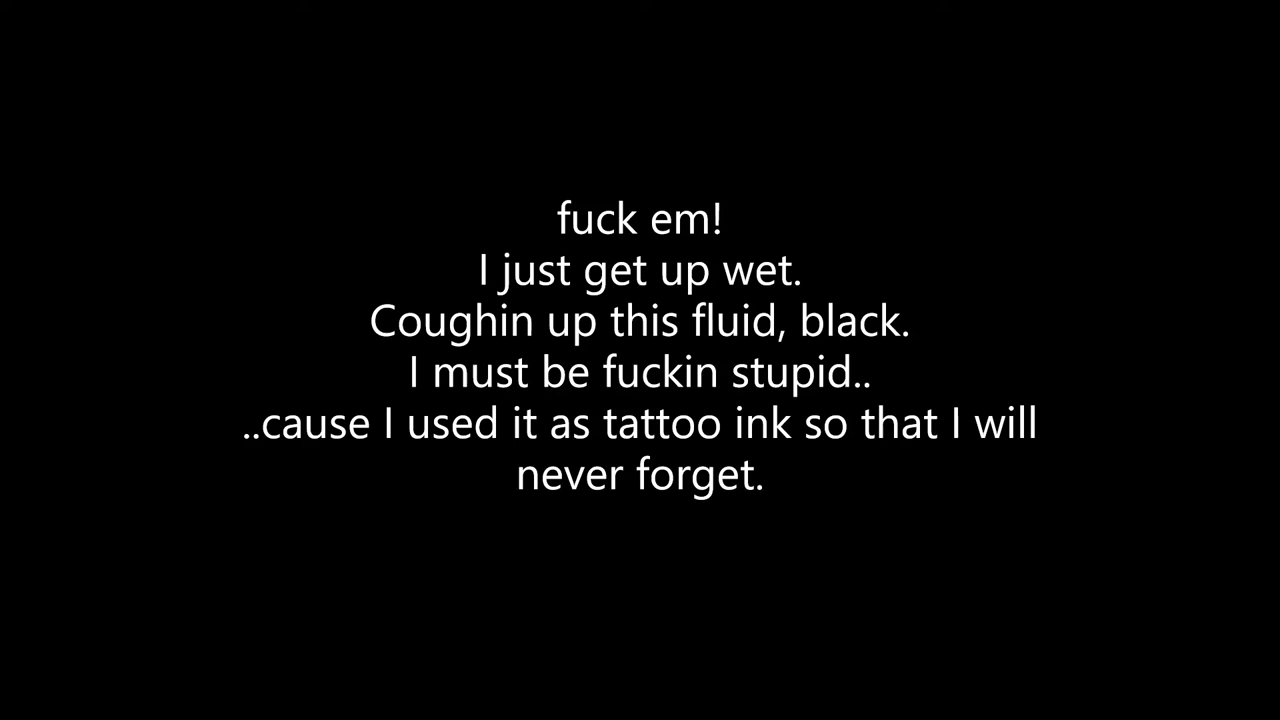 fuck em!
I just get up wet.
Coughin up this fluid, black.
I must be fuckin stupid..
..cause I used it as tattoo ink so that I will
never forget.